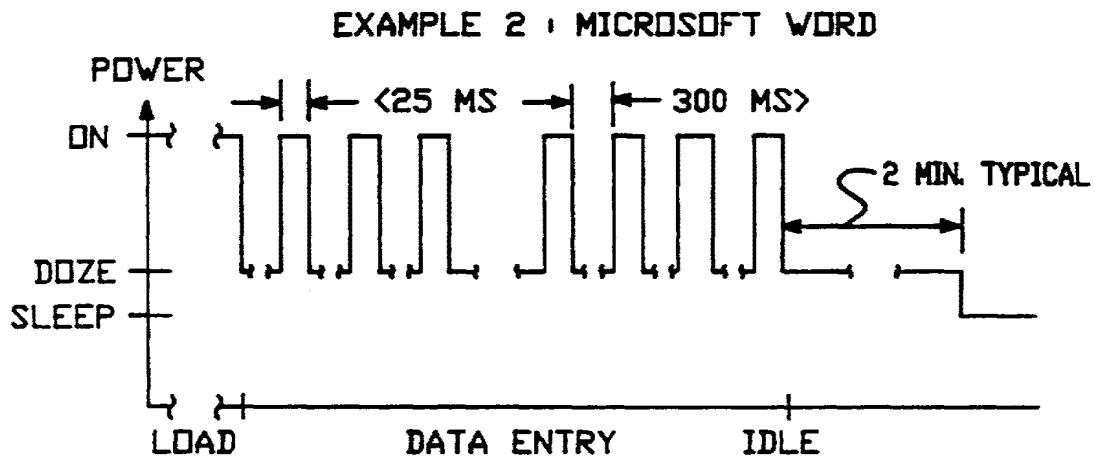 EXAMPLE 2 : MICROSOFT WORD
POWER
<25 MS
300 MS>
ON
2 MIN. TYPICAL
DOZE
SLEEP
LOAD
DATA ENTRY
IDLE